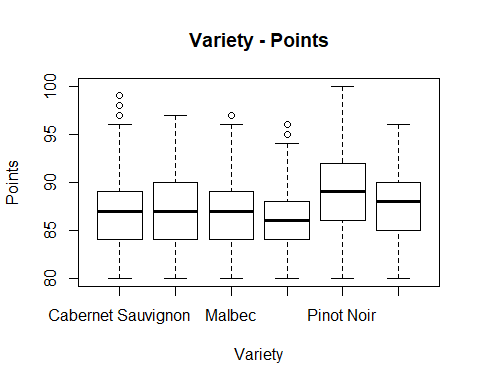 Variety - Points
100
95
90
85
80
Points
Cabernet Sauvignon Malbec Pinot Noir
Variety